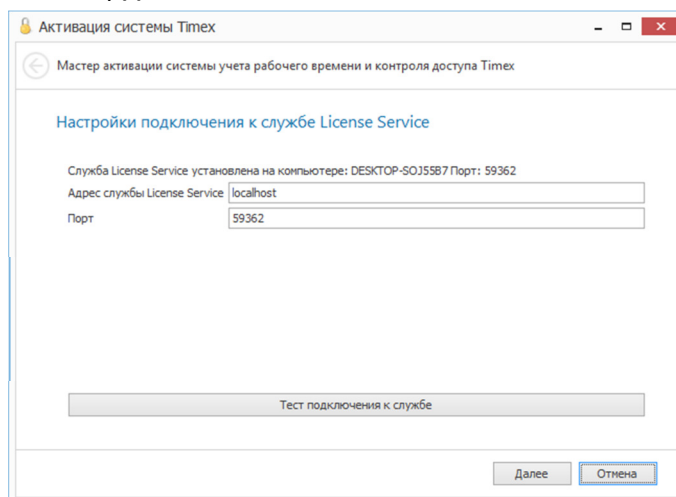 Активация системы Timex
Мастер активации системы учета рабочего времени и контроля доступа Timex
Настройки подключения к службе License Service
Служба License Service установлена на компьютере: DESKTOP-SOJ55B7 Порт: 59362
Адрес службы License Service localhost
Порт 59362
Тест подключения к службе
Далее Отмена